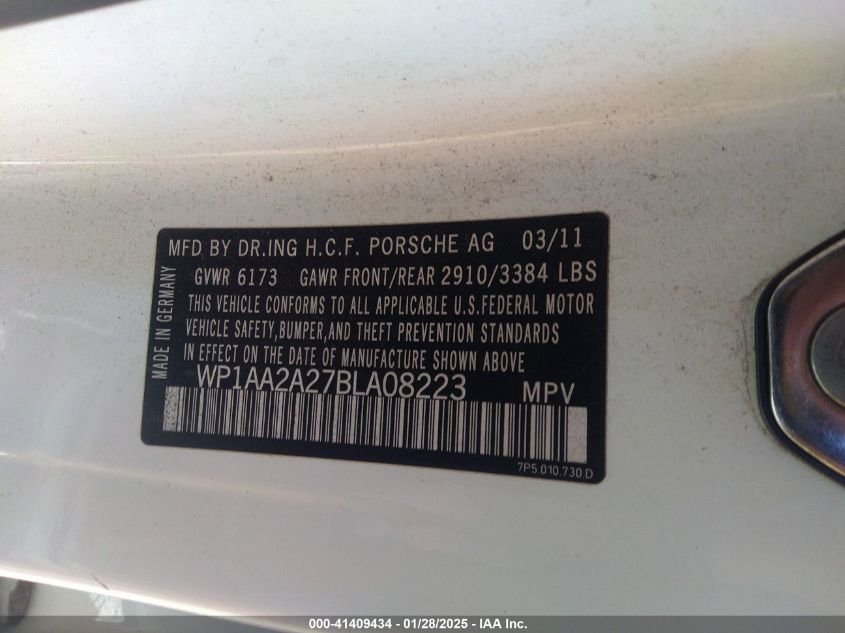 MFD BY DR.ING H.C.F. PORSCHE AG 03/11
GVWR 6173 GAWR FRONT/REAR 2910/3384 LBS
THIS VEHICLE CONFORMS TO ALL APPLICABLE U.S.FEDERAL MOTOR
VEHICLE SAFETY,BUMPER,AND THEFT PREVENTION STANDARDS
IN EFFECT ON THE DATE OF MANUFACTURE SHOWN ABOVE
MADE IN GERMANY
WP1AA2A27BLA08223 MPV
7P5.010.730.D
000-41409434 - 01/28/2025 - IAA Inc.